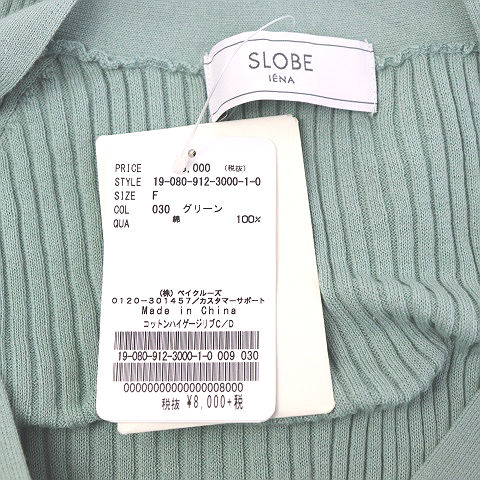 SLOBE
IÉNA
PRICE ,000 (税抜)
STYLE 19-080-912-3000-1-0
SIZE F
COL 030 グリーン
QUA 綿 100%
(株) ベイクルーズ
0120-301457/カスタマーサポート
Made in China
コットンハイゲージリブC/D
19-080-912-3000-1-0 009 030
00000000000000008000
税抜 ¥8,000+税